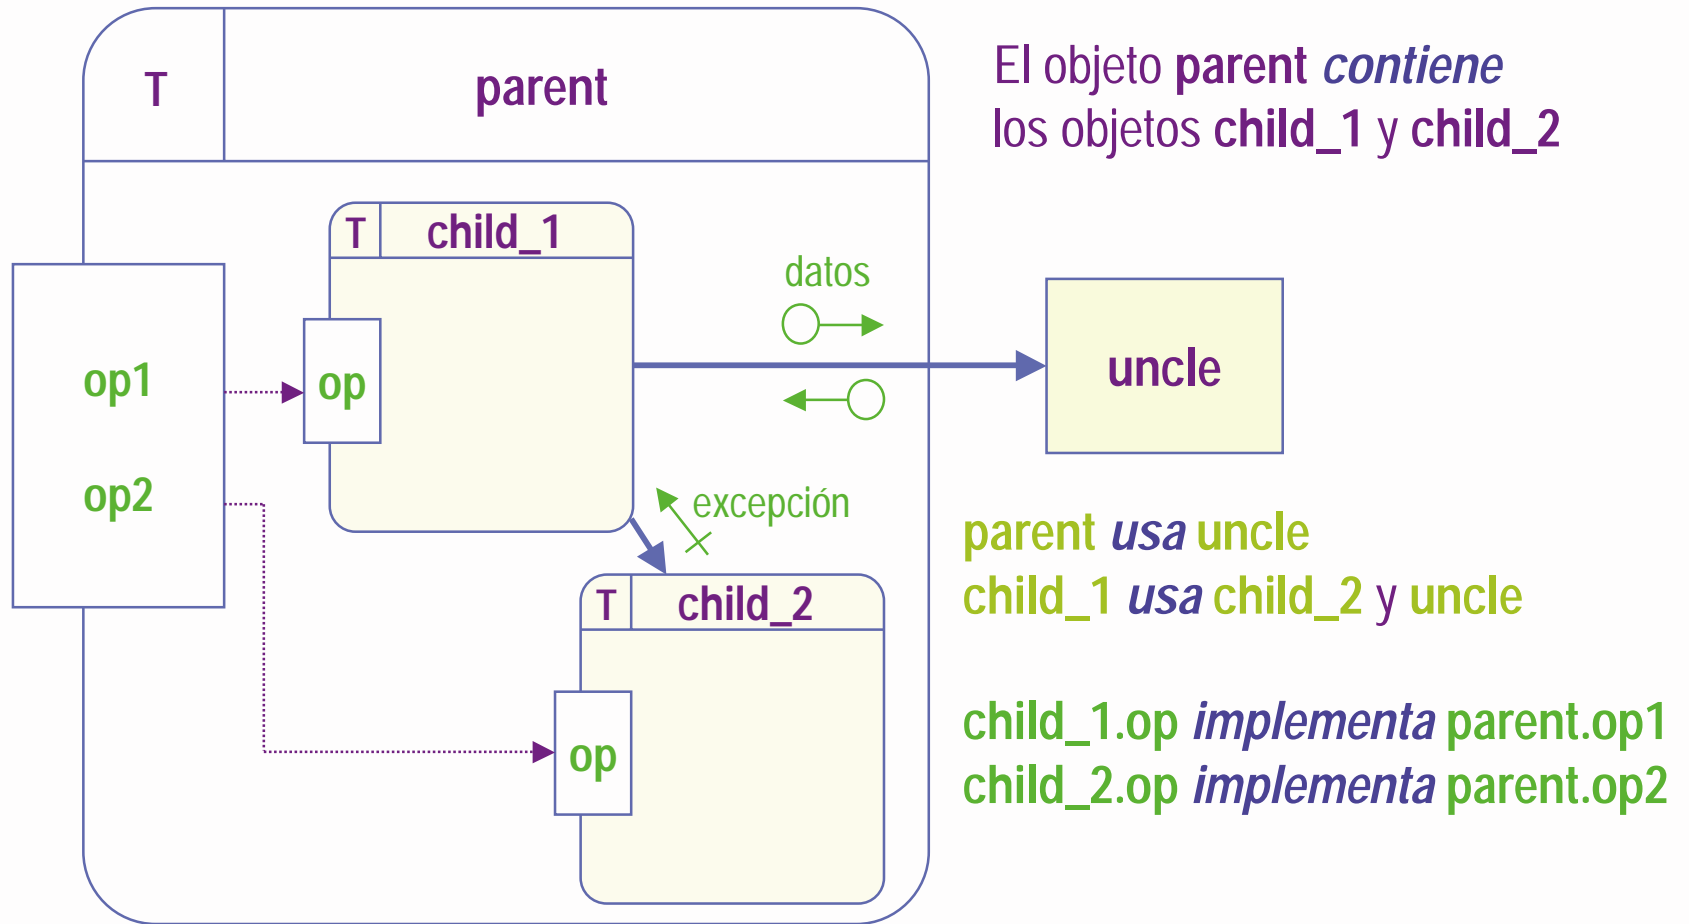 T parent
El objeto parent contiene
los objetos child_1 y child_2
T child_1
datos
op1
op
uncle
op2
excepción
parent usa uncle
child_1 usa child_2 y uncle
T child_2
op
child_1.op implementa parent.op1
child_2.op implementa parent.op2